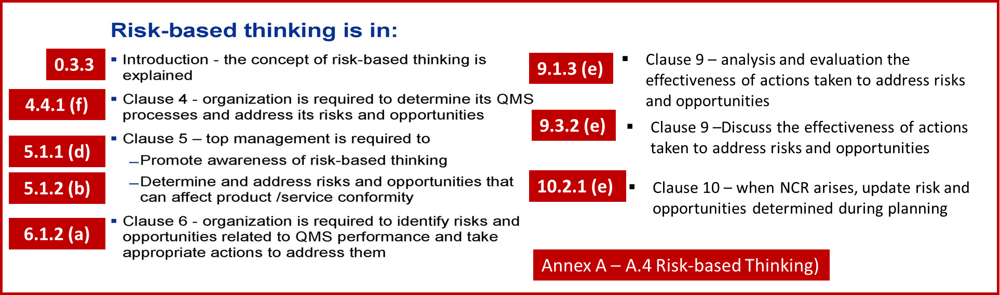 Risk-based thinking is in:
0.3.3
▪ Introduction - the concept of risk-based thinking is
explained
4.4.1 (f)
▪ Clause 4 - organization is required to determine its QMS
processes and address its risks and opportunities
5.1.1 (d)
▪ Clause 5 – top management is required to
–Promote awareness of risk-based thinking
5.1.2 (b)
–Determine and address risks and opportunities that
can affect product /service conformity
6.1.2 (a)
▪ Clause 6 - organization is required to identify risks and
opportunities related to QMS performance and take
appropriate actions to address them
9.1.3 (e)
▪ Clause 9 – analysis and evaluation the
effectiveness of actions taken to address risks
and opportunities
9.3.2 (e)
▪ Clause 9 –Discuss the effectiveness of actions
taken to address risks and opportunities
10.2.1 (e)
▪ Clause 10 – when NCR arises, update risk and
opportunities determined during planning
Annex A – A.4 Risk-based Thinking)